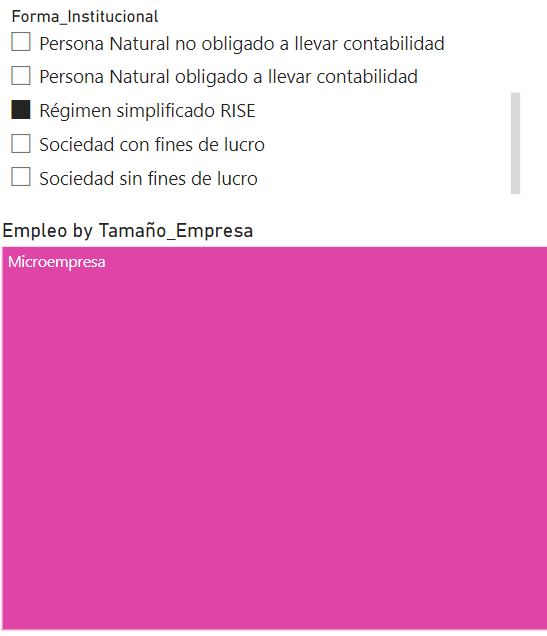 Forma_Institucional
Persona Natural no obligado a llevar contabilidad
Persona Natural obligado a llevar contabilidad
Régimen simplificado RISE
Sociedad con fines de lucro
Sociedad sin fines de lucro
Empleo by Tamaño_Empresa
Microempresa